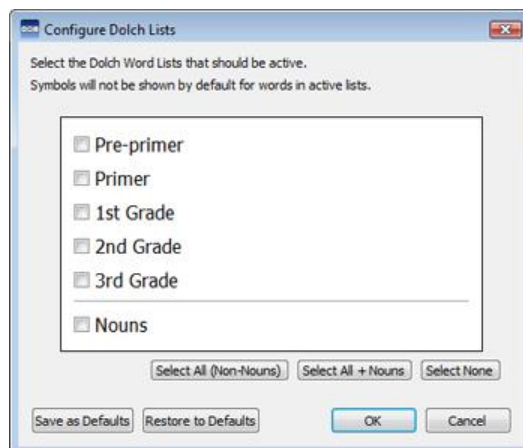 Configure Dolch Lists
Select the Dolch Word Lists that should be active.
Symbols will not be shown by default for words in active lists.
Pre-primer
Primer
1st Grade
2nd Grade
3rd Grade
Nouns
Select All (Non-Nouns) Select All + Nouns Select None
Save as Defaults Restore to Defaults OK Cancel